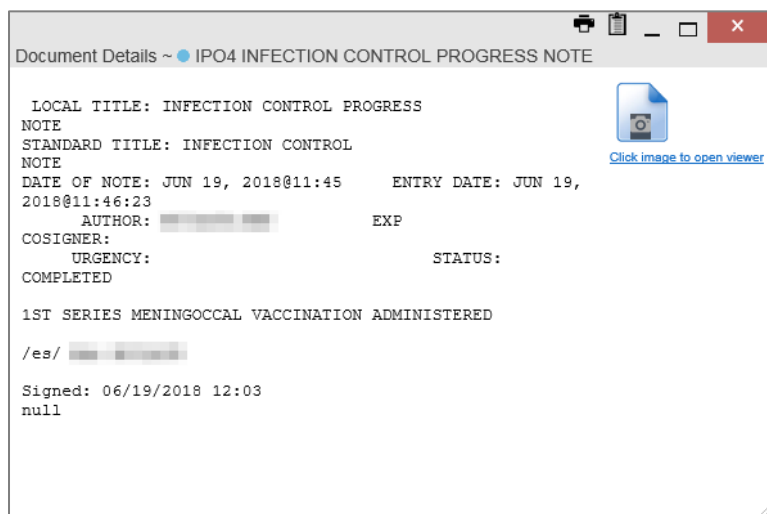 Document Details ~ IPO4 INFECTION CONTROL PROGRESS NOTE
Click image to open viewer
LOCAL TITLE: INFECTION CONTROL PROGRESS
NOTE
STANDARD TITLE: INFECTION CONTROL
NOTE
DATE OF NOTE: JUN 19, 2018@11:45 ENTRY DATE: JUN 19,
2018@11:46:23
AUTHOR: EXP
COSIGNER:
URGENCY: STATUS:
COMPLETED
1ST SERIES MENINGOCCAL VACCINATION ADMINISTERED
/es/
Signed: 06/19/2018 12:03
null